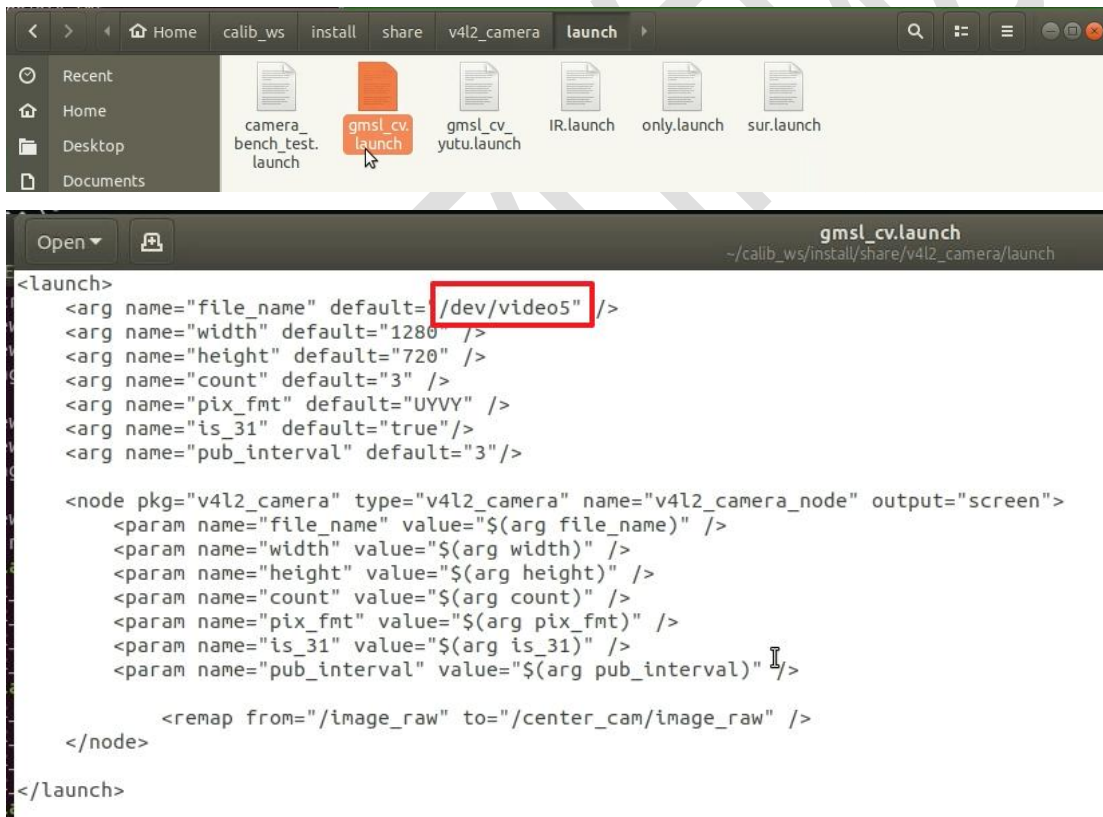 Home calib_ws install share v4l2_camera launch
Recent
Home
Desktop
Documents
camera_
bench_test.
launch
gmsl_cv.
launch
gmsl_cv_
yutu.launch
IR.launch
only.launch
sur.launch
Open
gmsl_cv.launch
~/calib_ws/install/share/v4l2_camera/launch
<launch>
<arg name="file_name" default="/dev/video5" />
<arg name="width" default="1280" />
<arg name="height" default="720" />
<arg name="count" default="3" />
<arg name="pix_fmt" default="UYVY" />
<arg name="is_31" default="true"/>
<arg name="pub_interval" default="3"/>
<node pkg="v4l2_camera" type="v4l2_camera" name="v4l2_camera_node" output="screen">
<param name="file_name" value="$(arg file_name)" />
<param name="width" value="$(arg width)" />
<param name="height" value="$(arg height)" />
<param name="count" value="$(arg count)" />
<param name="pix_fmt" value="$(arg pix_fmt)" />
<param name="is_31" value="$(arg is_31)" />
<param name="pub_interval" value="$(arg pub_interval)" />
<remap from="/image_raw" to="/center_cam/image_raw" />
</node>
</launch>